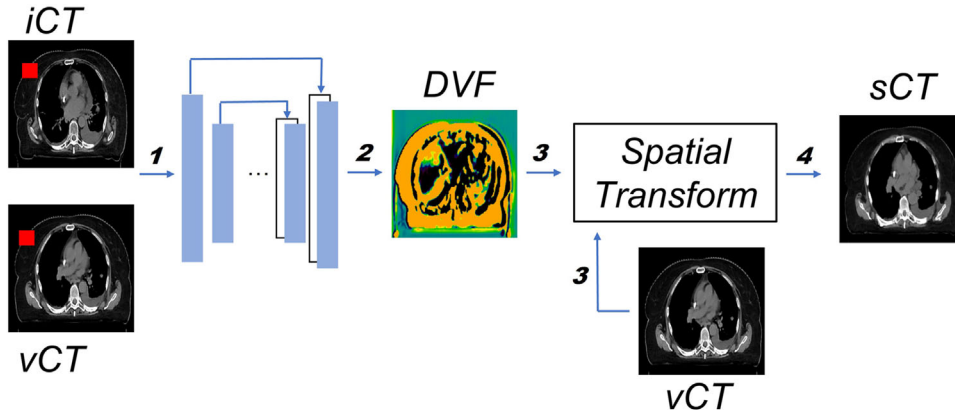 iCT
vCT
1
...
2
DVF
3
Spatial
Transform
3
vCT
4
sCT